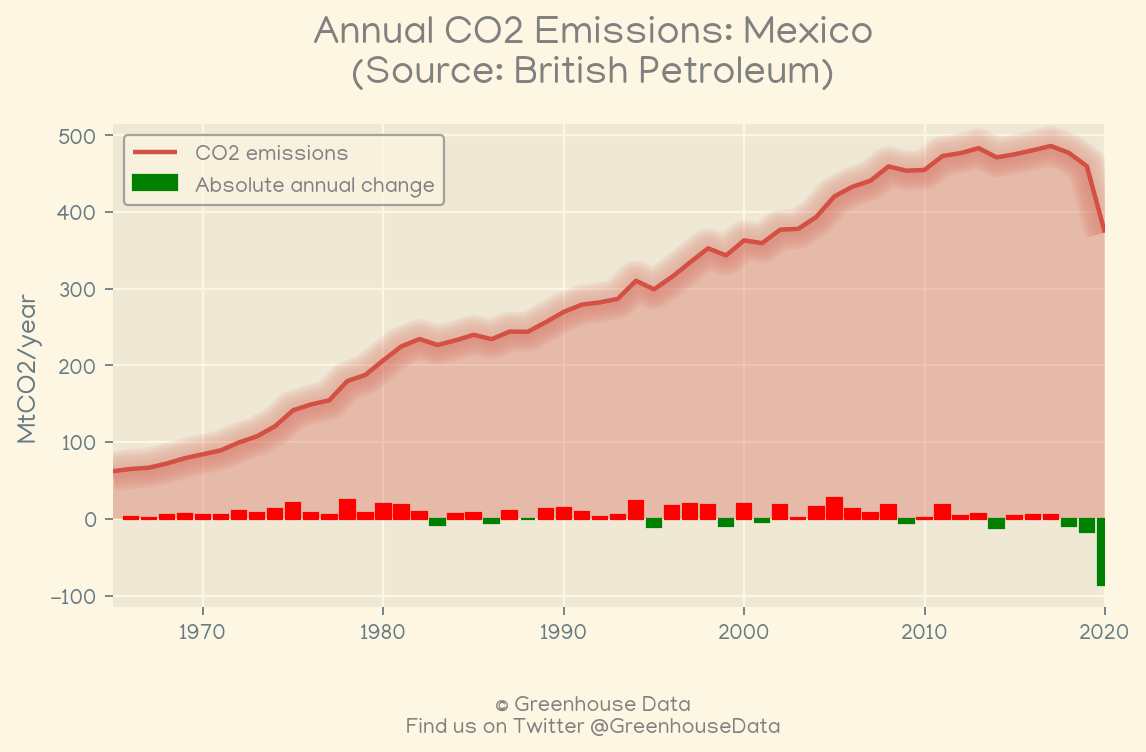 Annual CO2 Emissions: Mexico
(Source: British Petroleum)
CO2 emissions
Absolute annual change
MtCO2/year
500
400
300
200
100
0
−100
1970 1980 1990 2000 2010 2020
© Greenhouse Data
Find us on Twitter @GreenhouseData